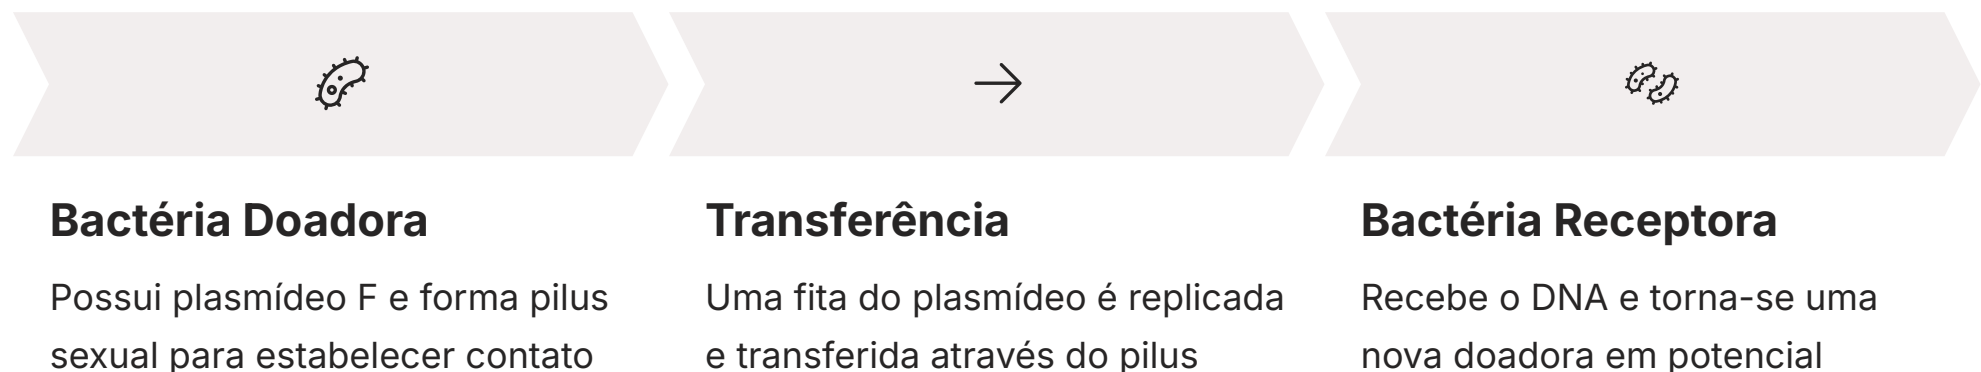 Bactéria Doadora
Possui plasmídeo F e forma pilus
sexual para estabelecer contato
Transferência
Uma fita do plasmídeo é replicada
e transferida através do pilus
Bactéria Receptora
Recebe o DNA e torna-se uma
nova doadora em potencial